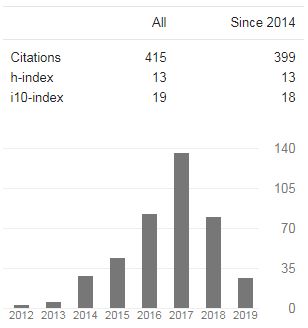 All Since 2014
Citations 415 399
h-index 13 13
i10-index 19 18
140
105
70
35
0
2012 2013 2014 2015 2016 2017 2018 2019